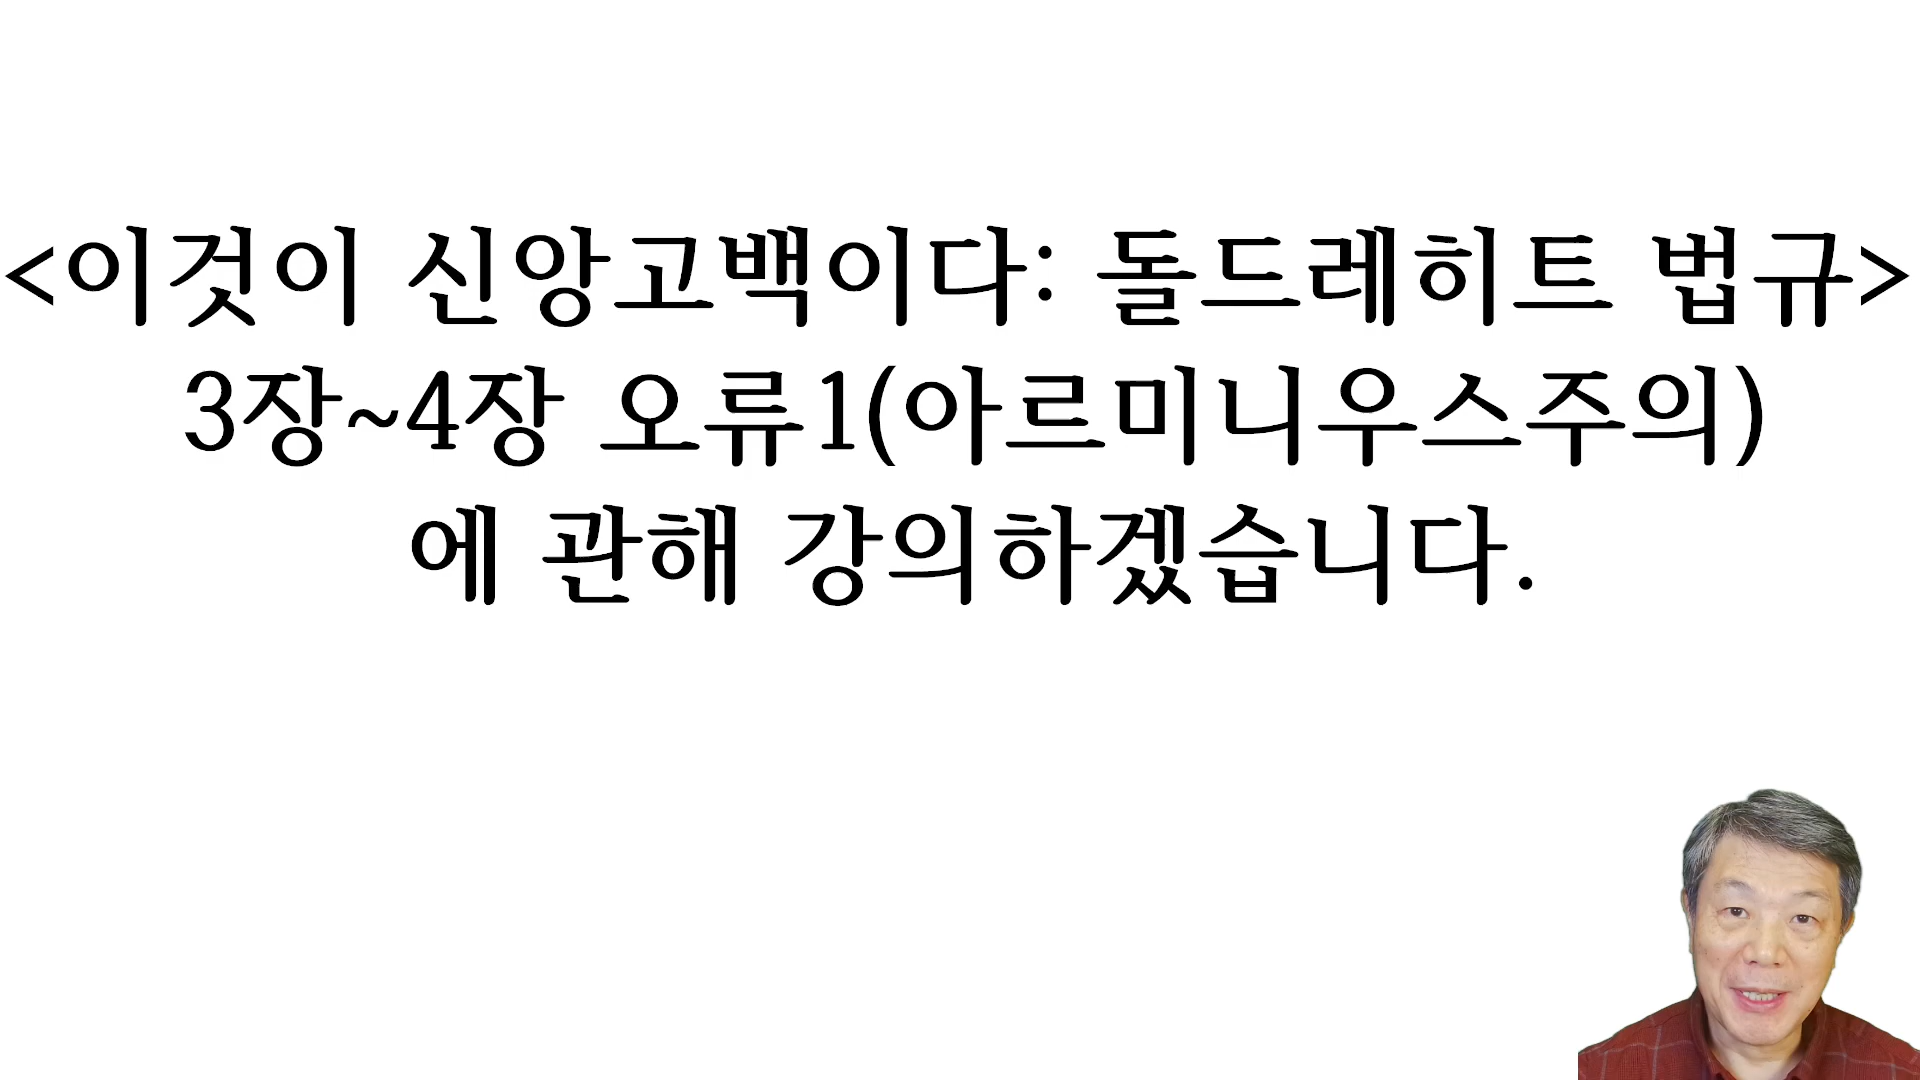 <이것이 신앙고백이다: 돌드레히트 법규>
3장~4장 오류1(아르미니우스주의)
에 관해 강의하겠습니다.